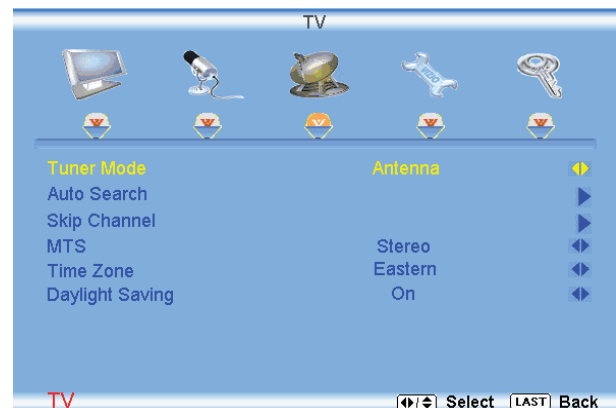 TV
VIZIO
Tuner Mode Antenna
Auto Search
Skip Channel
MTS Stereo
Time Zone Eastern
Daylight Saving On
TV Select LAST Back